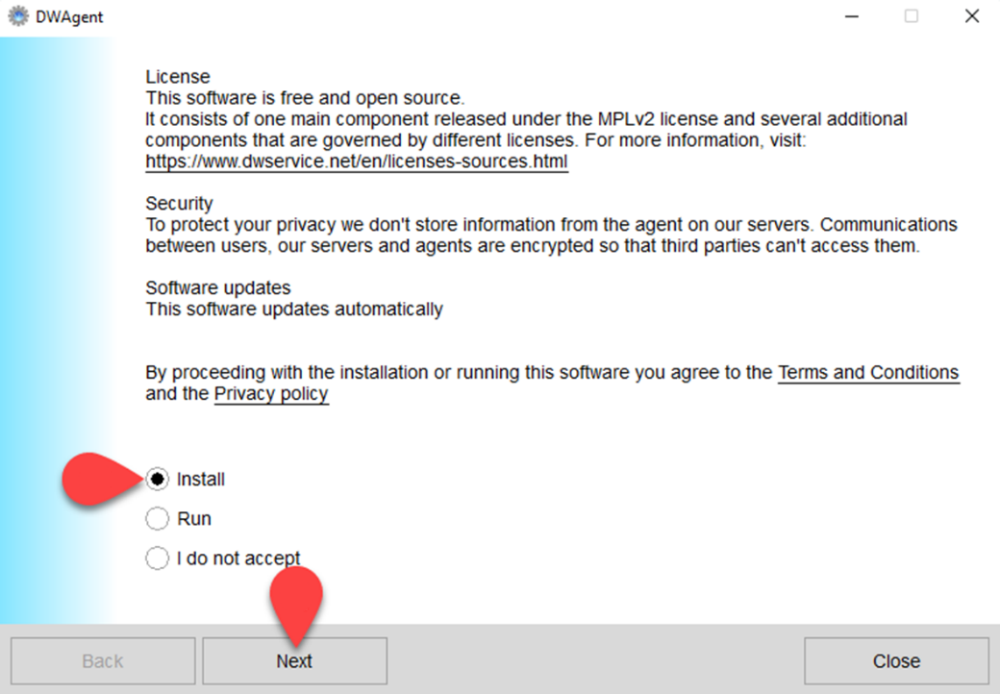 DWAgent
License
This software is free and open source.
It consists of one main component released under the MPLv2 license and several additional
components that are governed by different licenses. For more information, visit:
https://www.dwservice.net/en/licenses-sources.html
Security
To protect your privacy we don't store information from the agent on our servers. Communications
between users, our servers and agents are encrypted so that third parties can't access them.
Software updates
This software updates automatically
By proceeding with the installation or running this software you agree to the Terms and Conditions
and the Privacy policy
Install
Run
I do not accept
Back
Next
Close